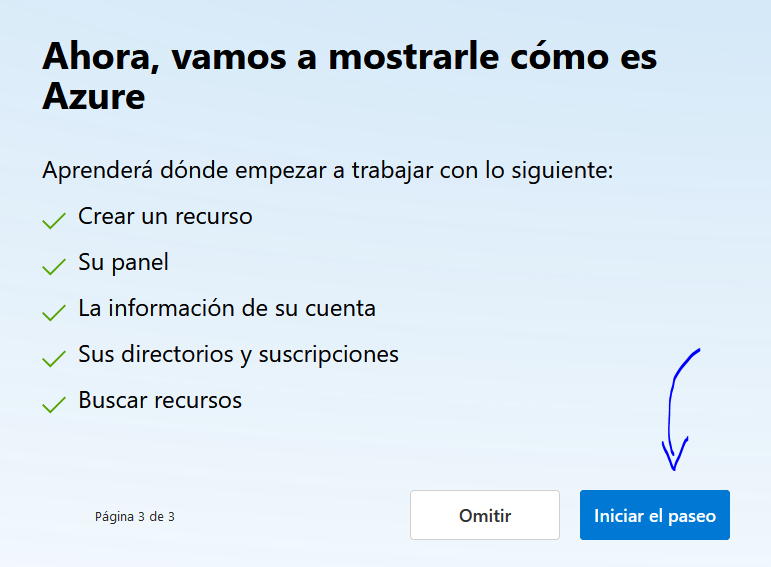 Ahora, vamos a mostrarle cómo es
Azure
Aprenderá dónde empezar a trabajar con lo siguiente:
Crear un recurso
Su panel
La información de su cuenta
Sus directorios y suscripciones
Buscar recursos
Página 3 de 3
Omitir
Iniciar el paseo